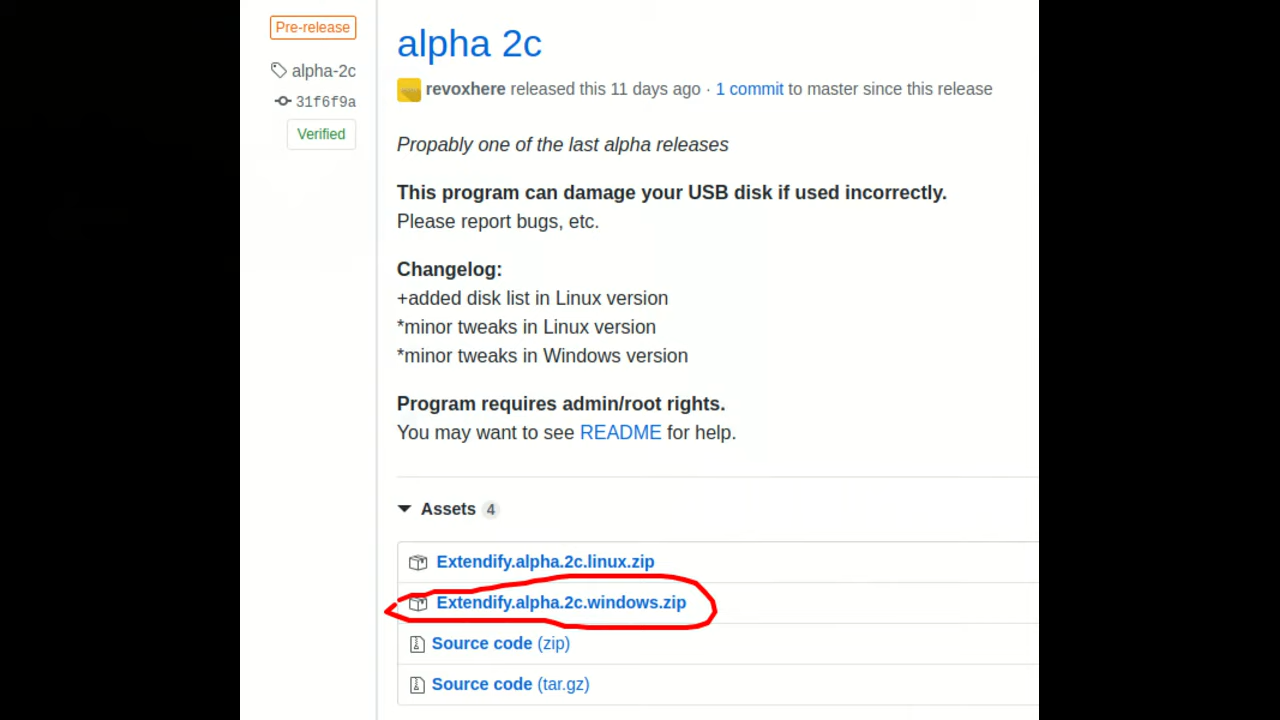 Pre-release
alpha-2c
31f6f9a
Verified
alpha 2c
revoxhere released this 11 days ago · 1 commit to master since this release
Propably one of the last alpha releases
This program can damage your USB disk if used incorrectly.
Please report bugs, etc.
Changelog:
+added disk list in Linux version
*minor tweaks in Linux version
*minor tweaks in Windows version
Program requires admin/root rights.
You may want to see README for help.
Assets 4
Extendify.alpha.2c.linux.zip
Extendify.alpha.2c.windows.zip
Source code (zip)
Source code (tar.gz)